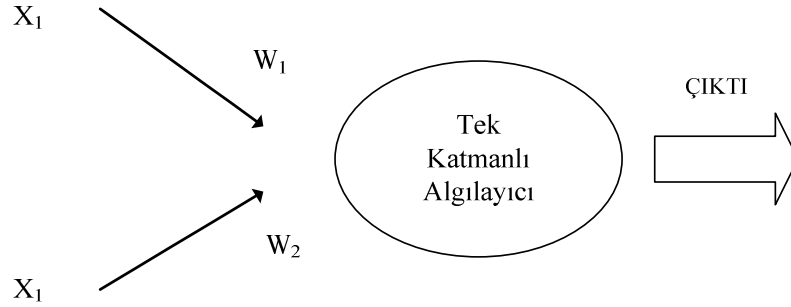 X₁
W₁
ÇIKTI
Tek
Katmanlı
Algılayıcı
W₂
X₁